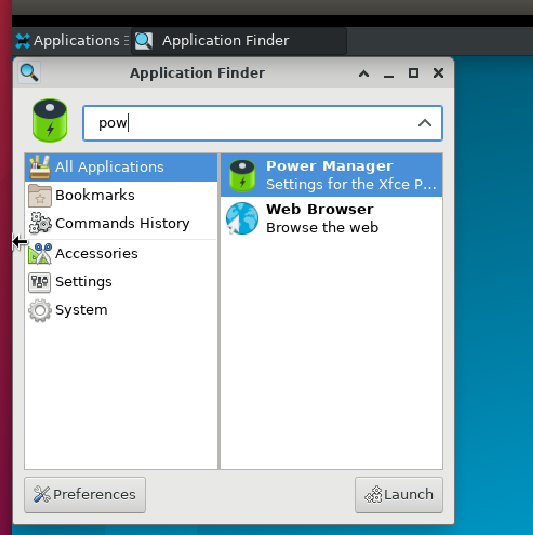 Applications
Application Finder
Application Finder
pow
All Applications
Bookmarks
Commands History
Accessories
Settings
System
Power Manager
Settings for the Xfce P...
Web Browser
Browse the web
Preferences
Launch